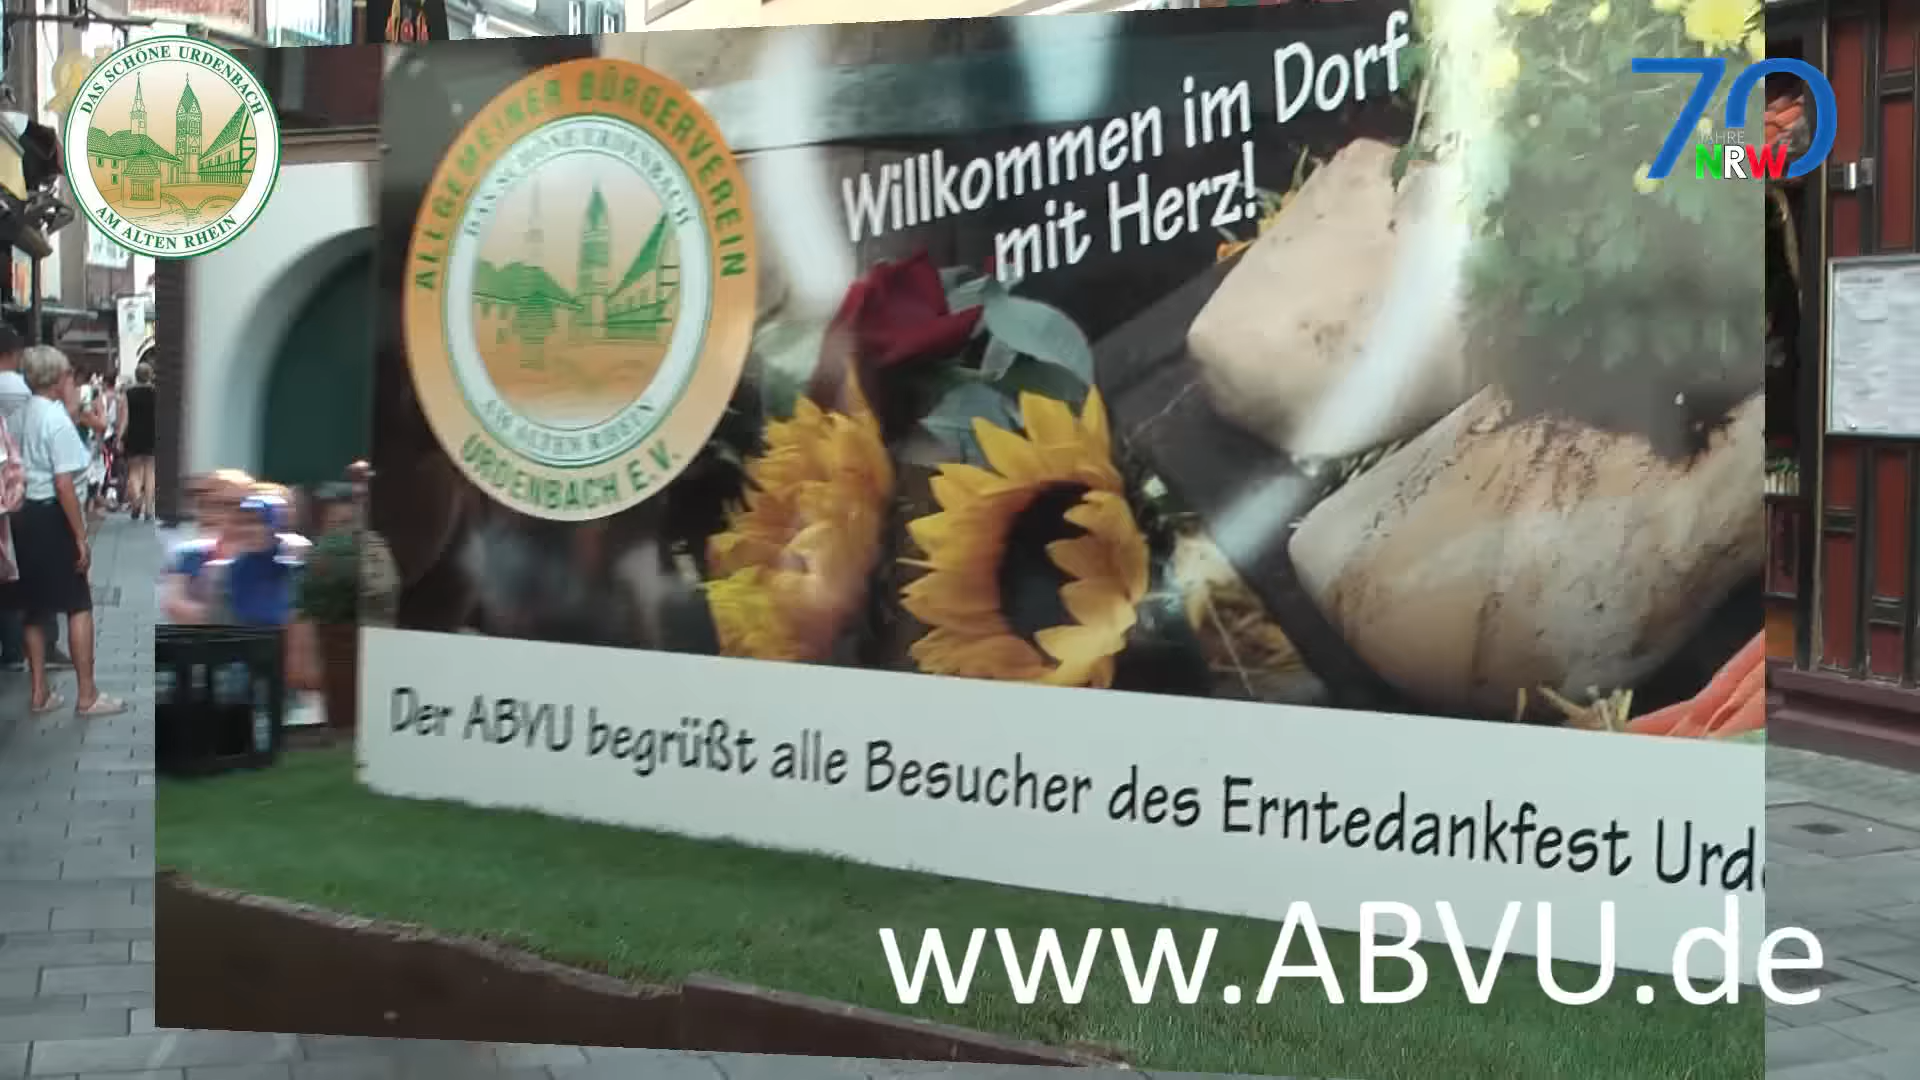 DAS SCHÖNE URDENBACH
AM ALTEN RHEIN
70
JAHRE
NRW
ALLGEMEINER BÜRGERVEREIN
DAS SCHÖNE URDENBACH
AM ALTEN RHEIN
URDENBACH E.V.
Willkommen im Dorf
mit Herz!
Der ABVU begrüßt alle Besucher des Erntedankfest
www.ABVU.de